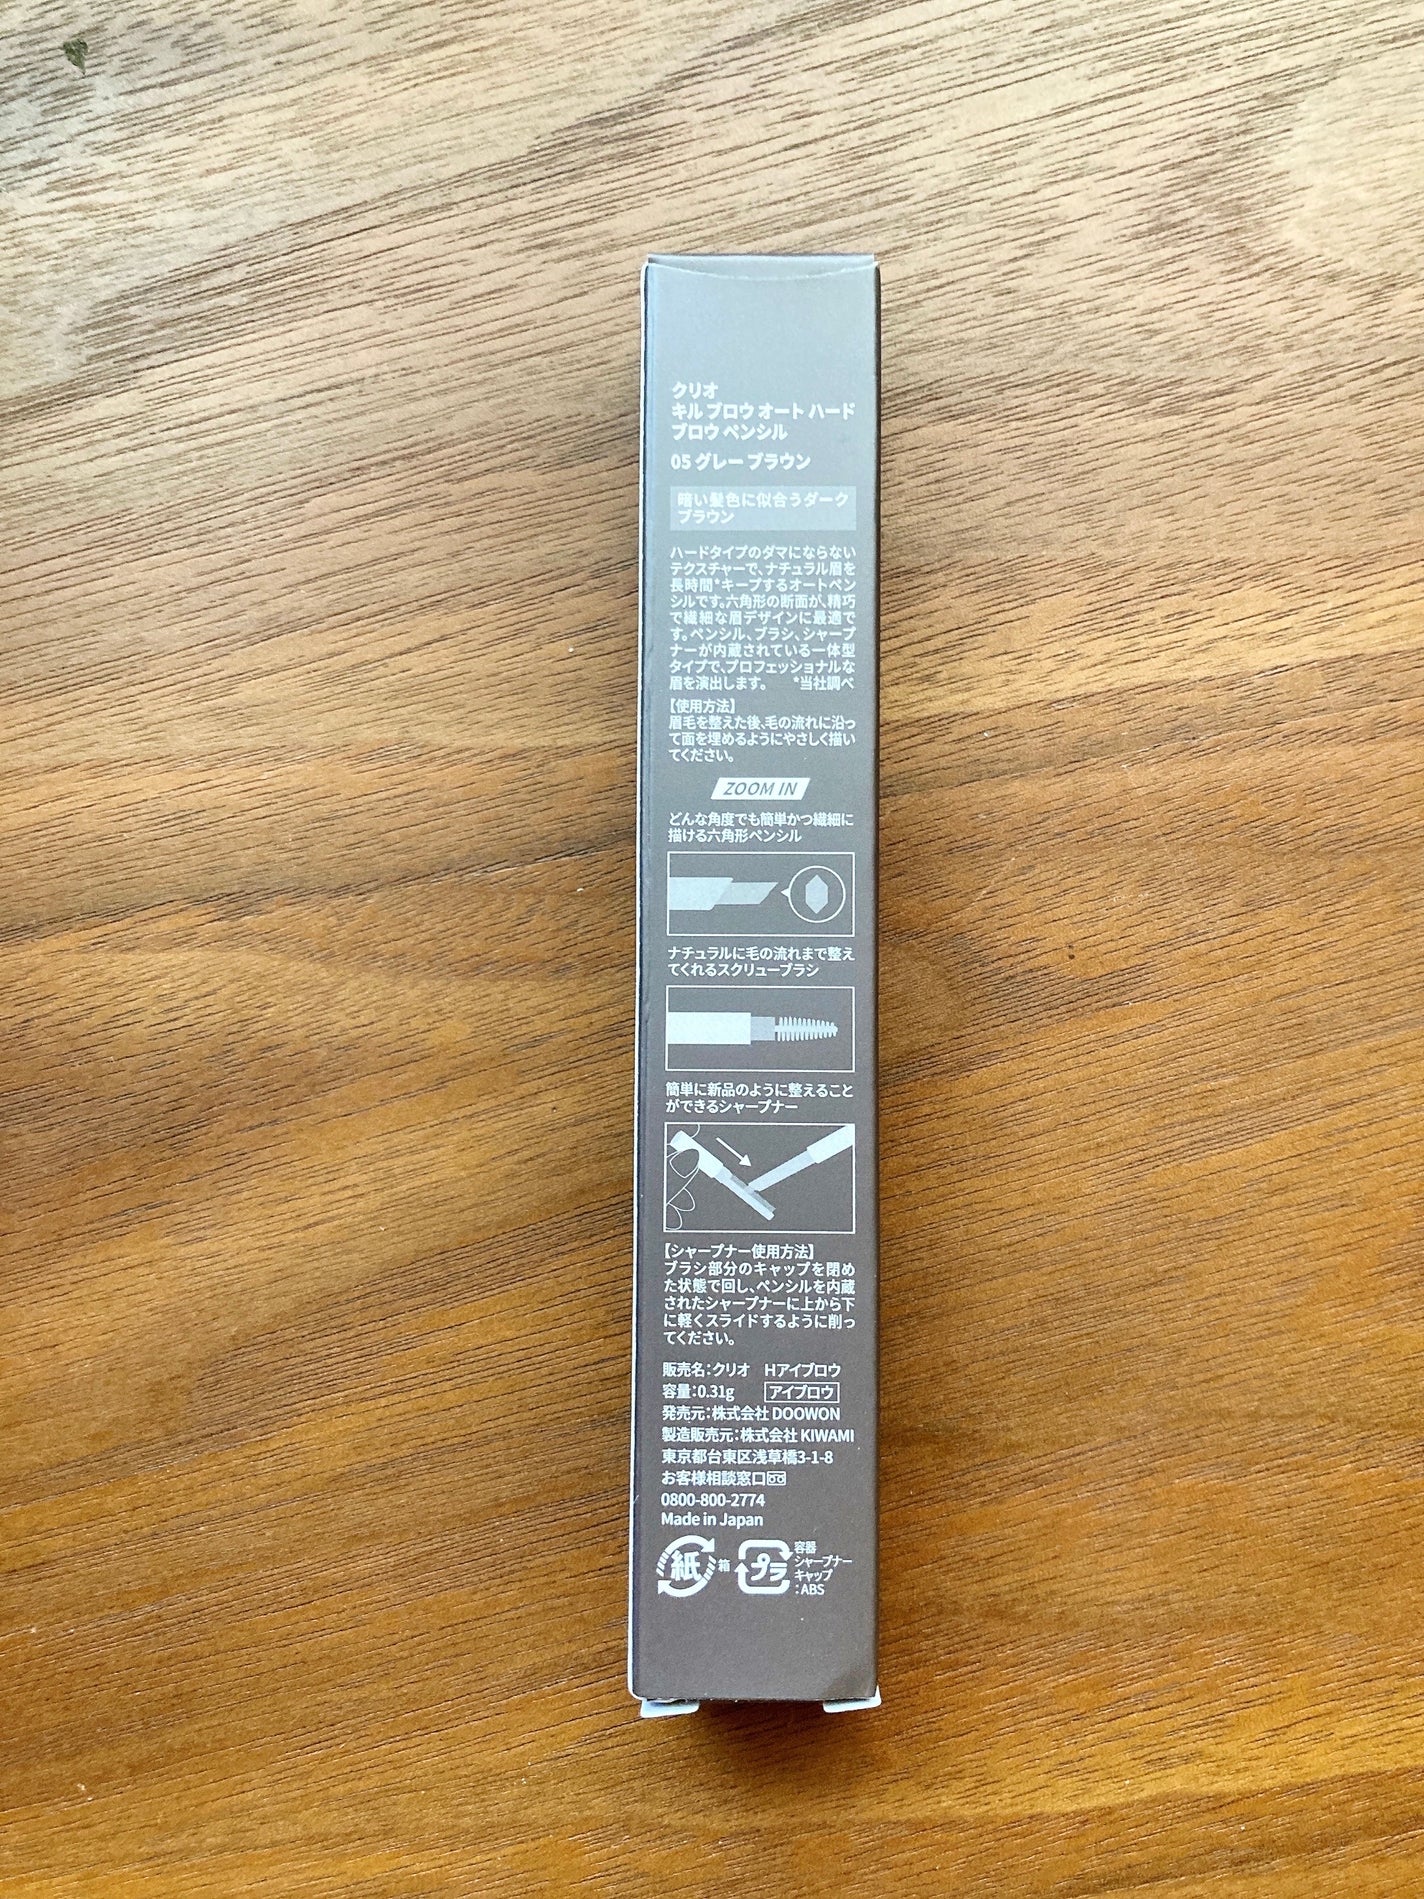 クリオ
キル ブロウ オート ハード
ブロウ ペンシル
05 グレー ブラウン
暗い髪色に似合うダーク
ブラウン
ハードタイプのダマにならない
テクスチャーで、ナチュラル眉を
長時間*キープするオートペン
シルです。六角形の断面が、精巧
で繊細な眉デザインに最適で
す。ペンシル、ブラシ、シャープ
ナーが内蔵されている一体型
タイプで、プロフェッショナルな
眉を演出します。 *当社調べ
【使用方法】
眉毛を整えた後、毛の流れに沿っ
て面を埋めるようにやさしく描い
てください。
ZOOM IN
どんな角度でも簡単かつ繊細に
描ける六角形ペンシル
ナチュラルに毛の流れまで整え
てくれるスクリューブラシ
簡単に新品のように整えること
ができるシャープナー
【シャープナー使用方法】
ブラシ部分のキャップを閉め
た状態で回し、ペンシルを内蔵
されたシャープナーに上から下
に軽くスライドするように削っ
てください。
販売名：クリオ Hアイブロウ
容量：0.31g アイブロウ
発売元：株式会社 DOOWON
製造販売元：株式会社 KIWAMI
東京都台東区浅草橋3-1-8
お客様相談窓口
0800-800-2774
Made in Japan
紙 箱 プラ 容器
シャープナー
キャップ
：ABS